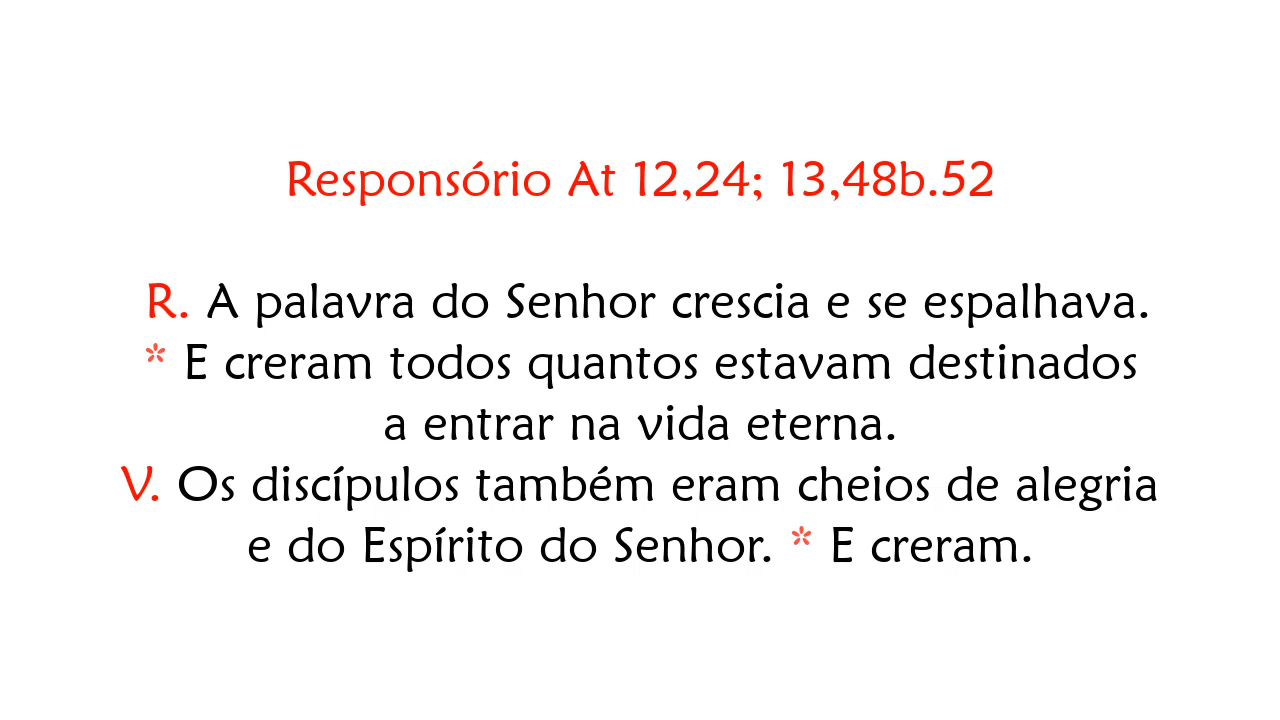 Responsório At 12,24; 13,48b.52
R. A palavra do Senhor crescia e se espalhava.
* E creram todos quantos estavam destinados
a entrar na vida eterna.
V. Os discípulos também eram cheios de alegria
e do Espírito do Senhor. * E creram.